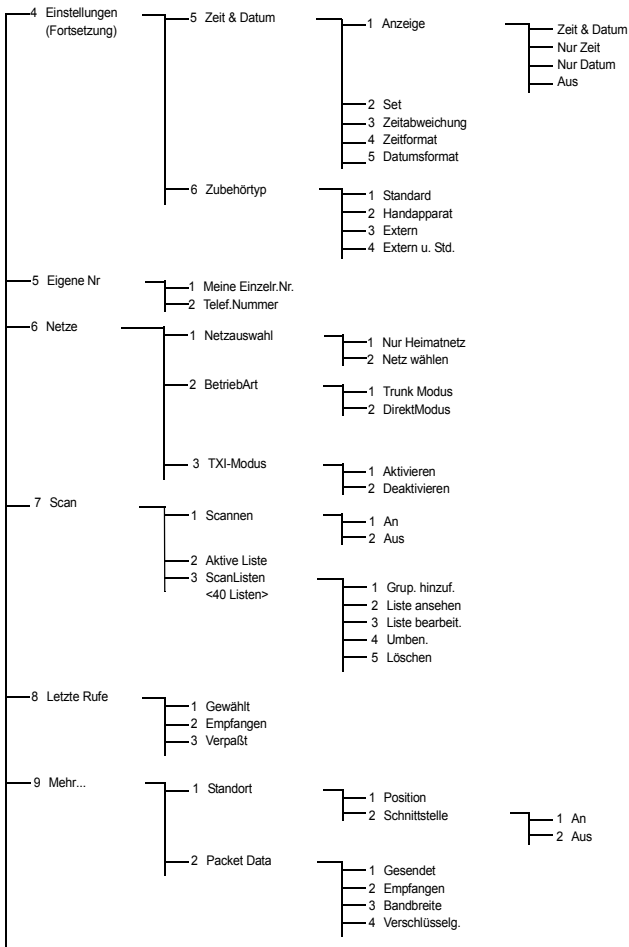 4 Einstellungen
(Fortsetzung)
5 Zeit & Datum
1 Anzeige
Zeit & Datum
Nur Zeit
Nur Datum
Aus
2 Set
3 Zeitabweichung
4 Zeitformat
5 Datumsformat
6 Zubehörtyp
1 Standard
2 Handapparat
3 Extern
4 Extern u. Std.
5 Eigene Nr
1 Meine Einzelr.Nr.
2 Telef.Nummer
6 Netze
1 Netzauswahl
1 Nur Heimatnetz
2 Netz wählen
2 BetriebArt
1 Trunk Modus
2 DirektModus
3 TXI-Modus
1 Aktivieren
2 Deaktivieren
7 Scan
1 Scannen
1 An
2 Aus
2 Aktive Liste
3 ScanListen
<40 Listen>
1 Grup. hinzuf.
2 Liste ansehen
3 Liste bearbeit.
4 Umben.
5 Löschen
8 Letzte Rufe
1 Gewählt
2 Empfangen
3 Verpaßt
9 Mehr...
1 Standort
1 Position
2 Schnittstelle
1 An
2 Aus
2 Packet Data
1 Gesendet
2 Empfangen
3 Bandbreite
4 Verschlüsselg.